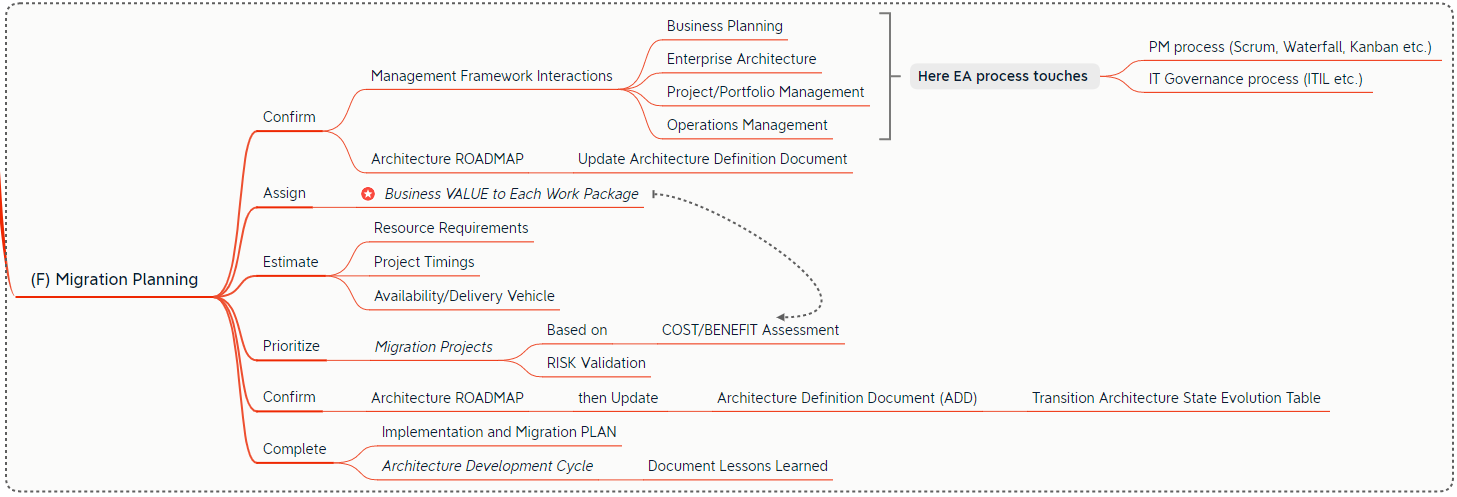 (F) Migration Planning
Confirm
Management Framework Interactions
Business Planning
Enterprise Architecture
Project/Portfolio Management
Operations Management
Here EA process touches
PM process (Scrum, Waterfall, Kanban etc.)
IT Governance process (ITIL etc.)
Architecture ROADMAP
Update Architecture Definition Document
Assign
Business VALUE to Each Work Package
Estimate
Resource Requirements
Project Timings
Availability/Delivery Vehicle
Prioritize
Migration Projects
Based on
COST/BENEFIT Assessment
RISK Validation
Confirm
Architecture ROADMAP
then Update
Architecture Definition Document (ADD)
Transition Architecture State Evolution Table
Complete
Implementation and Migration PLAN
Architecture Development Cycle
Document Lessons Learned